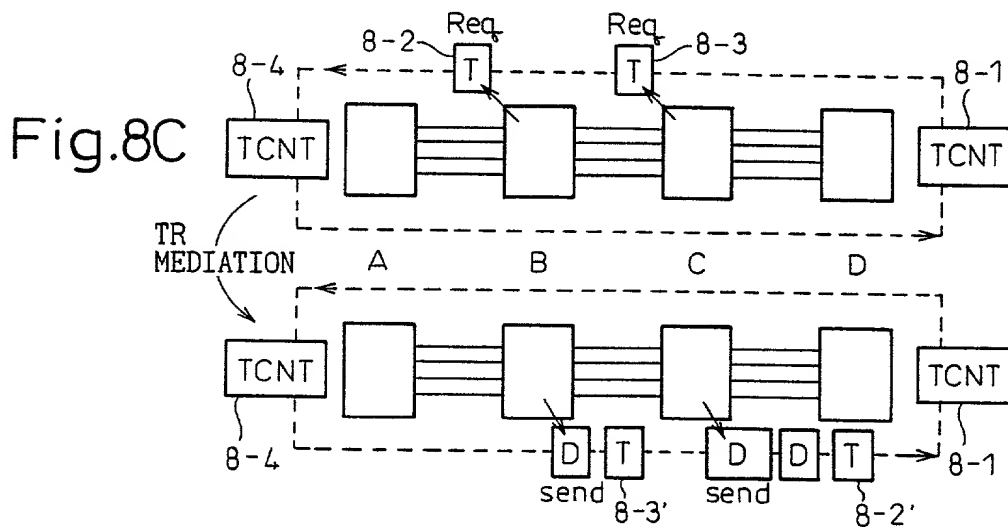 Fig.8C
Req
Req
8-2
8-3
8-4
8-1
T
T
TCNT
TCNT
TR
MEDIATION
A
B
C
D
TCNT
TCNT
8-4
8-1
D
T
D
D
T
send
8-3'
send
8-2'